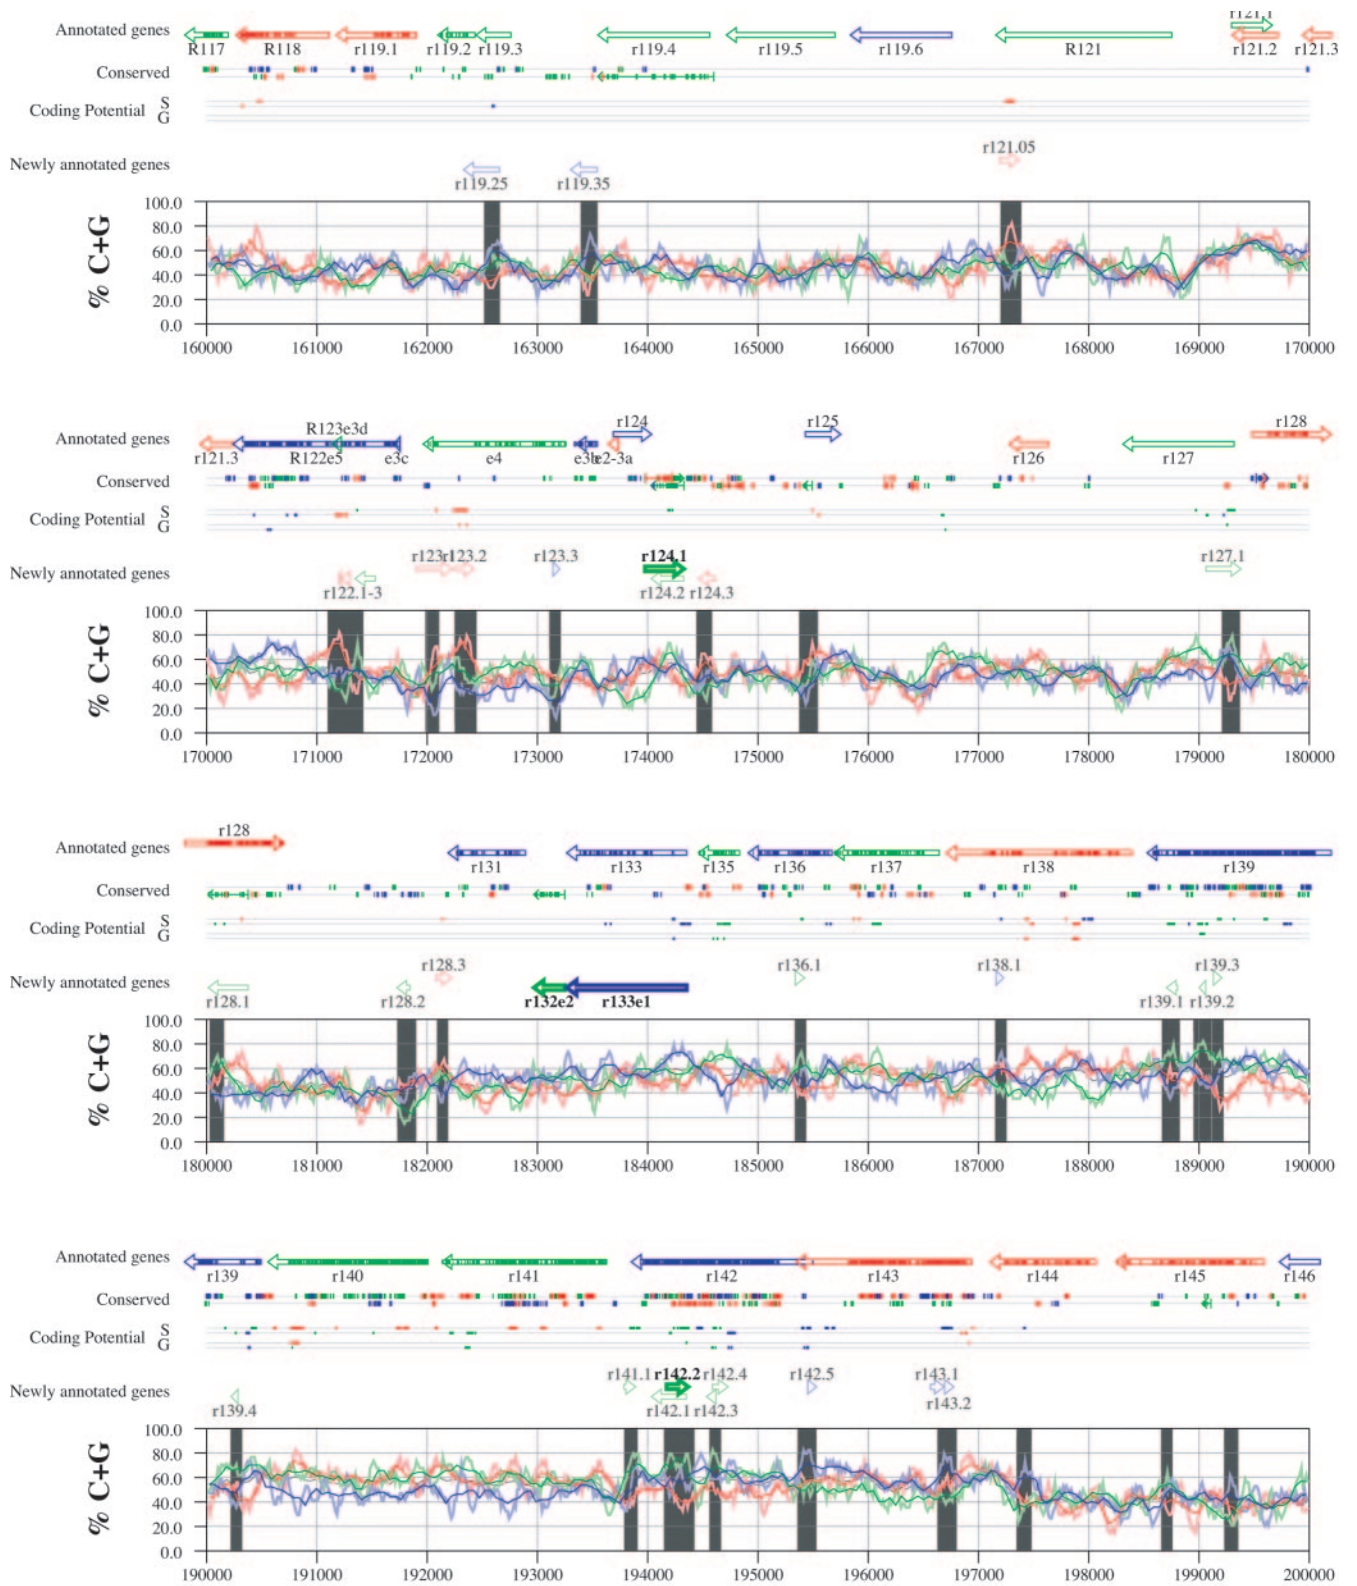 r121,1
Annotated genes
R117 R118 r119.1 r119.2 r119.3 r119.4 r119.5 r119.6 R121 r121.2 r121.3
Conserved
Coding Potential S
G
r121.05
Newly annotated genes
r119.25 r119.35
% C+G
100.0
80.0
60.0
40.0
20.0
0.0
160000 161000 162000 163000 164000 165000 166000 167000 168000 169000 170000
R123e3d r124 r125 r128
Annotated genes
r121.3 R122e5 e3c e4 e3b e2-3a r126 r127
Conserved
Coding Potential S
G
r123.2 r123.3 r124.1 r127.1
Newly annotated genes
r122.1-3 r124.2 r124.3
% C+G
100.0
80.0
60.0
40.0
20.0
0.0
170000 171000 172000 173000 174000 175000 176000 177000 178000 179000 180000
r128
Annotated genes
r131 r133 r135 r136 r137 r138 r139
Conserved
Coding Potential S
G
r128.3 r136.1 r138.1 r139.3
Newly annotated genes
r128.1 r128.2 r132e2 r133e1 r139.1 r139.2
% C+G
100.0
80.0
60.0
40.0
20.0
0.0
180000 181000 182000 183000 184000 185000 186000 187000 188000 189000 190000
Annotated genes
r139 r140 r141 r142 r143 r144 r145 r146
Conserved
Coding Potential S
G
r141.1 r142.2 r142.4 r142.5 r143.1
Newly annotated genes
r139.4 r142.1 r142.3 r143.2
% C+G
100.0
80.0
60.0
40.0
20.0
0.0
190000 191000 192000 193000 194000 195000 196000 197000 198000 199000 200000